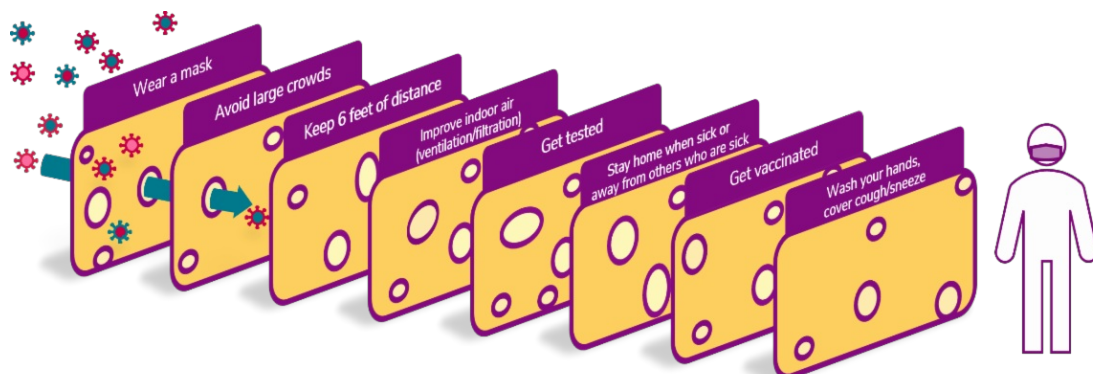 Wear a mask
Avoid large crowds
Keep 6 feet of distance
Improve indoor air
(ventilation/filtration)
Get tested
Stay home when sick or
away from others who are sick
Get vaccinated
Wash your hands,
cover cough/sneeze